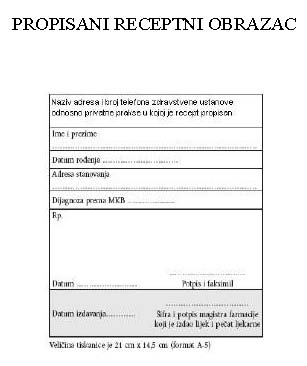 PROPISANI RECEPTNI OBRAZAC
Naziv adresa i broj telefona zdravstvene ustanove
odnosno privatne prakse u kojoj je recept propisan
Ime i prezime
Datum rođenja
Adresa stanovanja
Dijagnoza prema MKB
Rp.
Datum
Potpis i faksimil
Datum izdavanja
Šifra i potpis magistra farmacije
koji je izdao lijek i pečat ljekarne
Veličina tiskanice je 21 cm x 14,5 cm (format A-5)